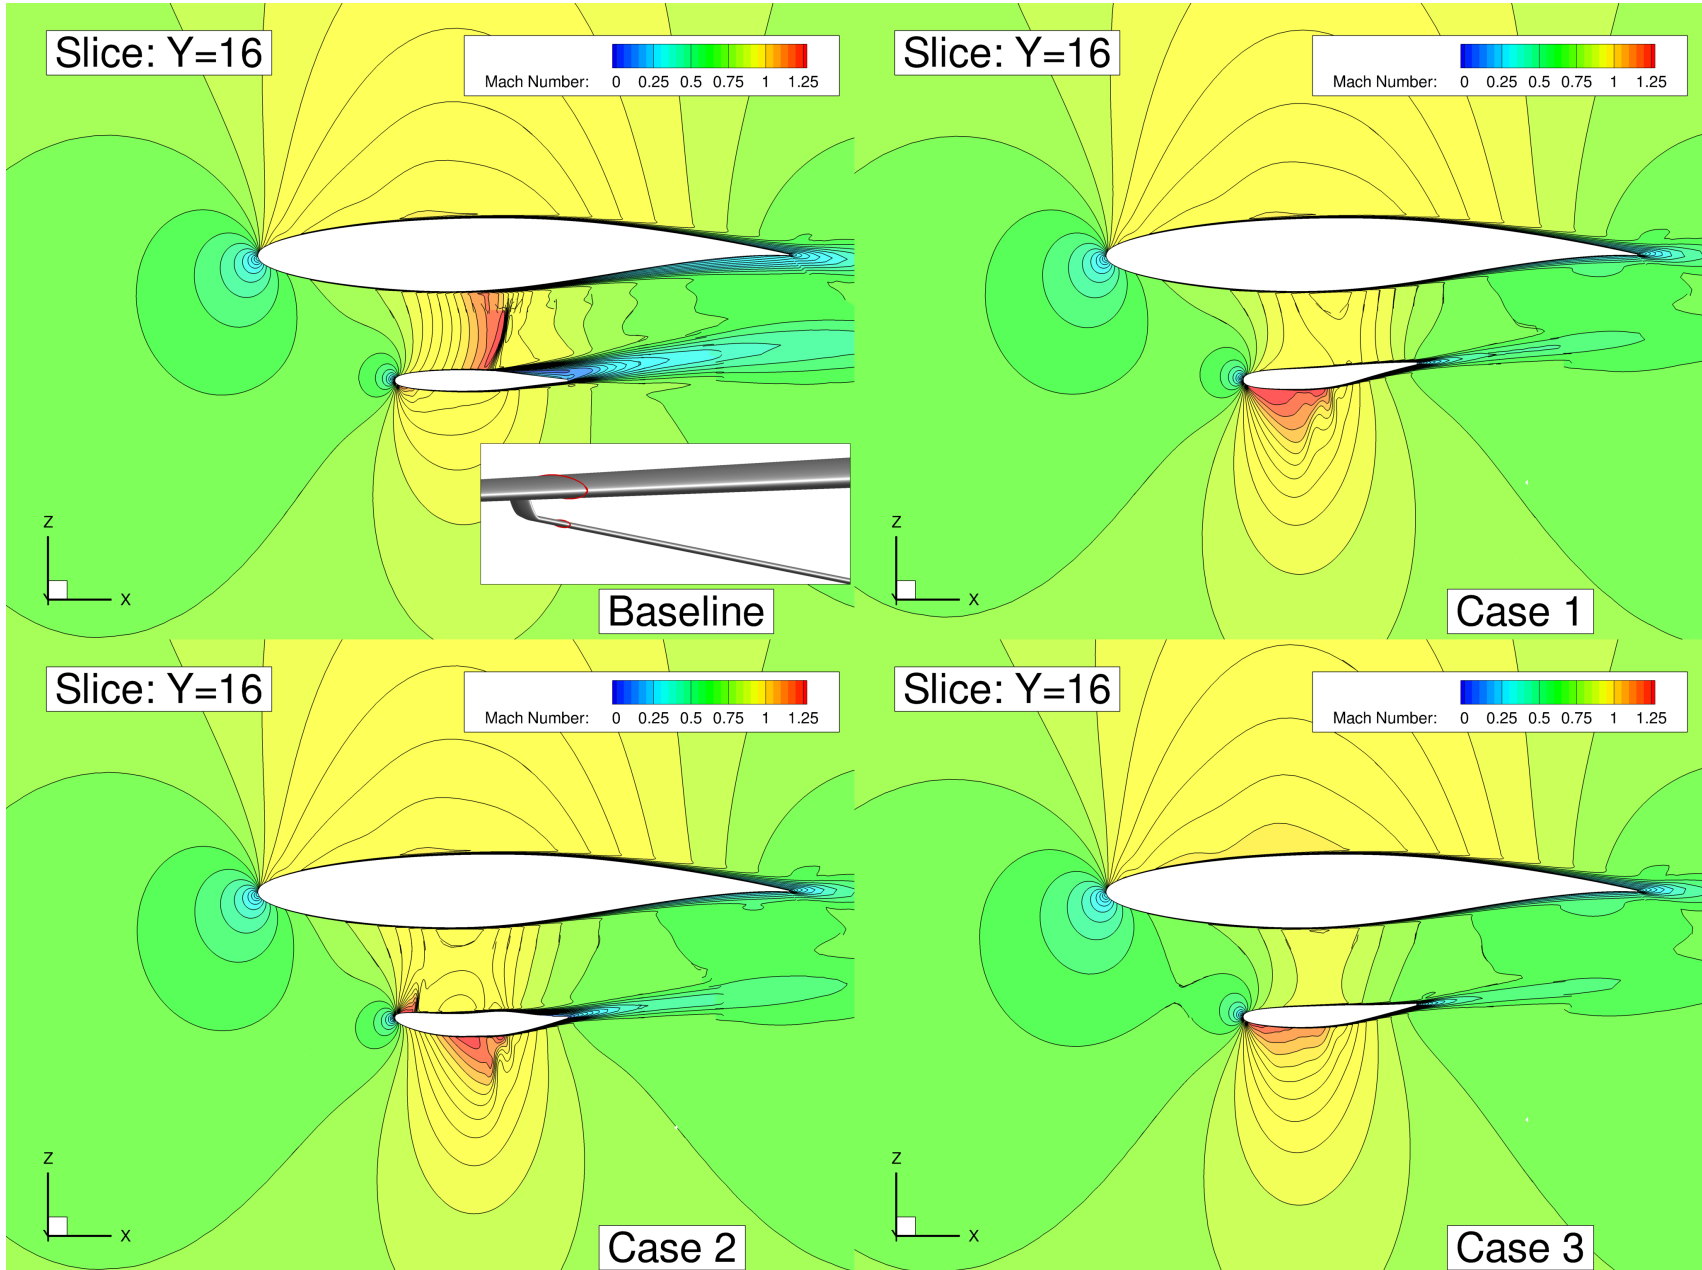 Slice: Y=16
Mach Number: 0 0.25 0.5 0.75 1 1.25
Z
Y X
Baseline
Slice: Y=16
Mach Number: 0 0.25 0.5 0.75 1 1.25
Z
Y X
Case 1
Slice: Y=16
Mach Number: 0 0.25 0.5 0.75 1 1.25
Z
Y X
Case 2
Slice: Y=16
Mach Number: 0 0.25 0.5 0.75 1 1.25
Z
Y X
Case 3